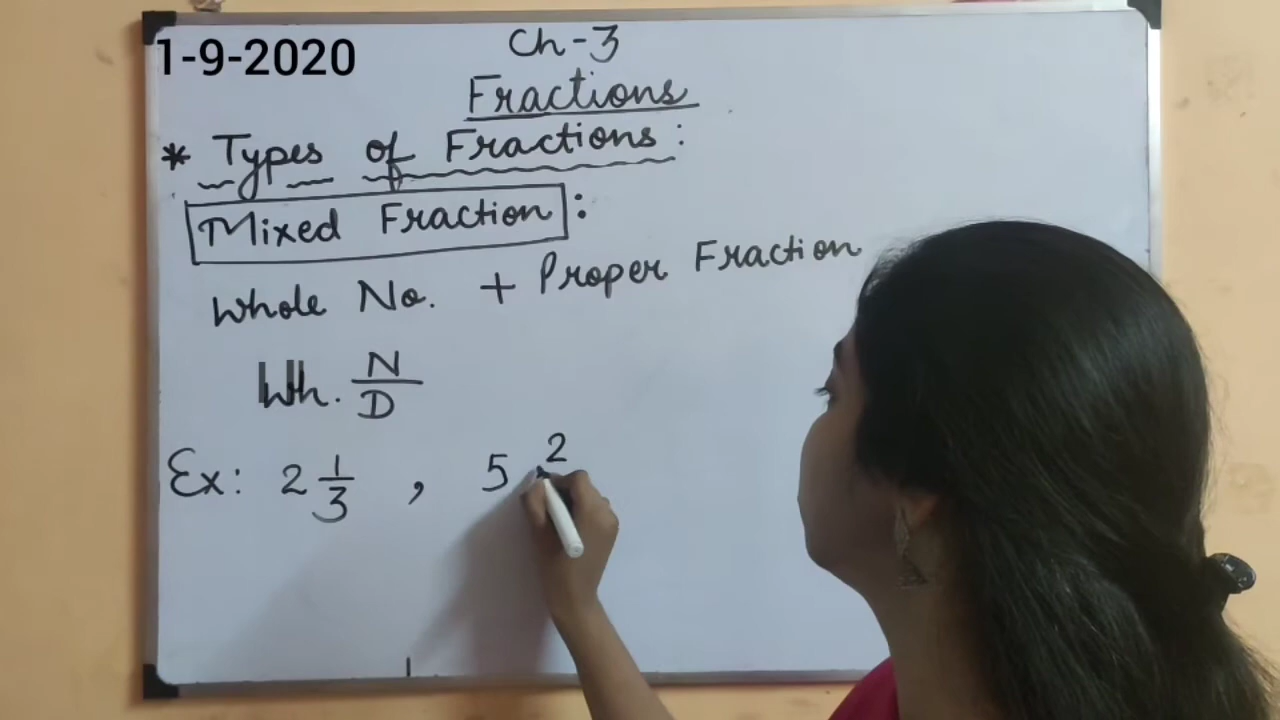 1-9-2020
Ch-3
Fractions
* Types of Fractions:
Mixed Fraction:
Whole No. + Proper Fraction
Wh. N/D
Ex: 2 1/3 , 5 2